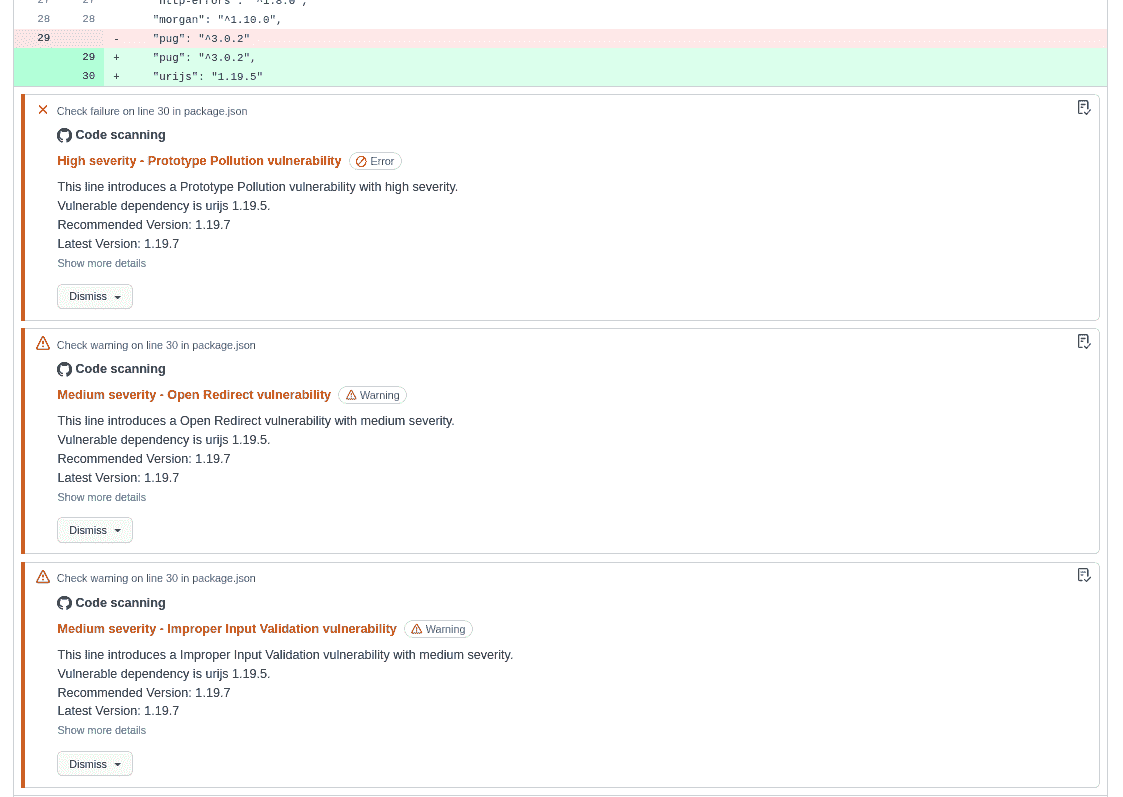 27 27 "http-errors": "^1.8.0",
28 28 "morgan": "^1.10.0",
29 - "pug": "^3.0.2"
29 + "pug": "^3.0.2",
30 + "urijs": "1.19.5"
Check failure on line 30 in package.json
Code scanning
High severity - Prototype Pollution vulnerability Error
This line introduces a Prototype Pollution vulnerability with high severity.
Vulnerable dependency is urijs 1.19.5.
Recommended Version: 1.19.7
Latest Version: 1.19.7
Show more details
Dismiss
Check warning on line 30 in package.json
Code scanning
Medium severity - Open Redirect vulnerability Warning
This line introduces a Open Redirect vulnerability with medium severity.
Vulnerable dependency is urijs 1.19.5.
Recommended Version: 1.19.7
Latest Version: 1.19.7
Show more details
Dismiss
Check warning on line 30 in package.json
Code scanning
Medium severity - Improper Input Validation vulnerability Warning
This line introduces a Improper Input Validation vulnerability with medium severity.
Vulnerable dependency is urijs 1.19.5.
Recommended Version: 1.19.7
Latest Version: 1.19.7
Show more details
Dismiss